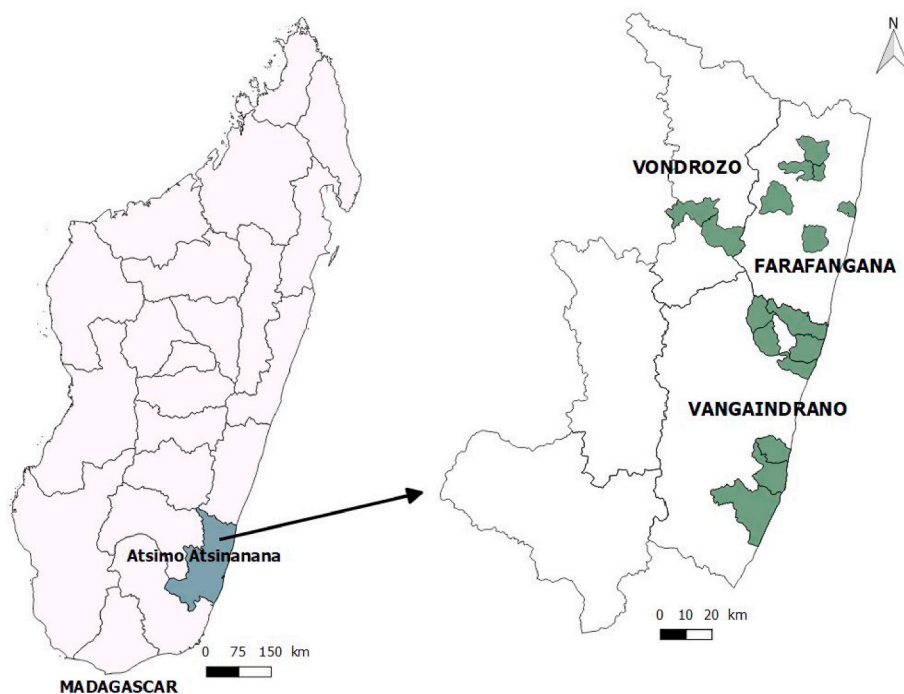 Atsimo Atsinanana
0 75 150 km
MADAGASCAR
N
VONDROZO
FARAFANGANA
VANGAINDRANO
0 10 20 km